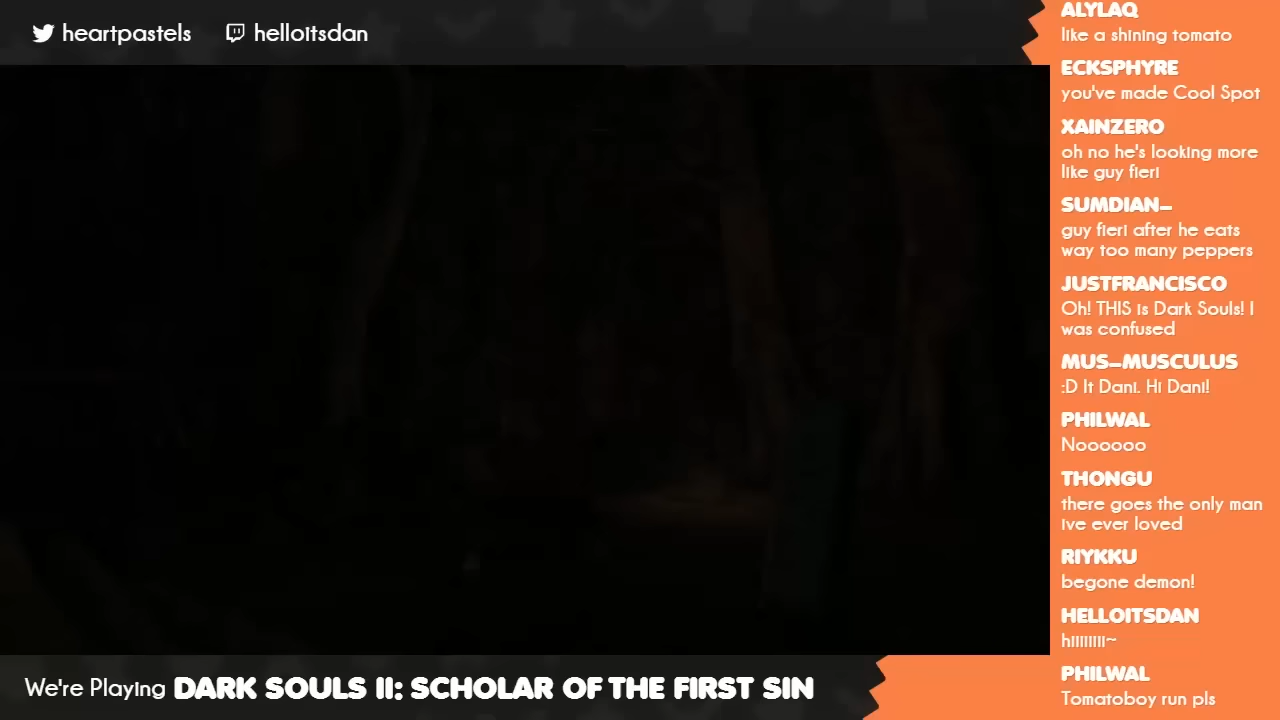 heartpastels
helloitsdan
ALYLAQ
like a shining tomato
ECKSPHYRE
you've made Cool Spot
XAINZERO
oh no he's looking more
like guy fieri
SUMDIAN-
guy fieri after he eats
way too many peppers
JUSTFRANCISCO
Oh! THIS is Dark Souls! I
was confused
MUS-MUSCULUS
:D It Dani. Hi Dani!
PHILWAL
Noooooo
THONGU
there goes the only man
ive ever loved
RIYKKU
begone demon!
HELLOITSDAN
hiiiiiiii~
PHILWAL
Tomatoboy run pls
We're Playing DARK SOULS II: SCHOLAR OF THE FIRST SIN